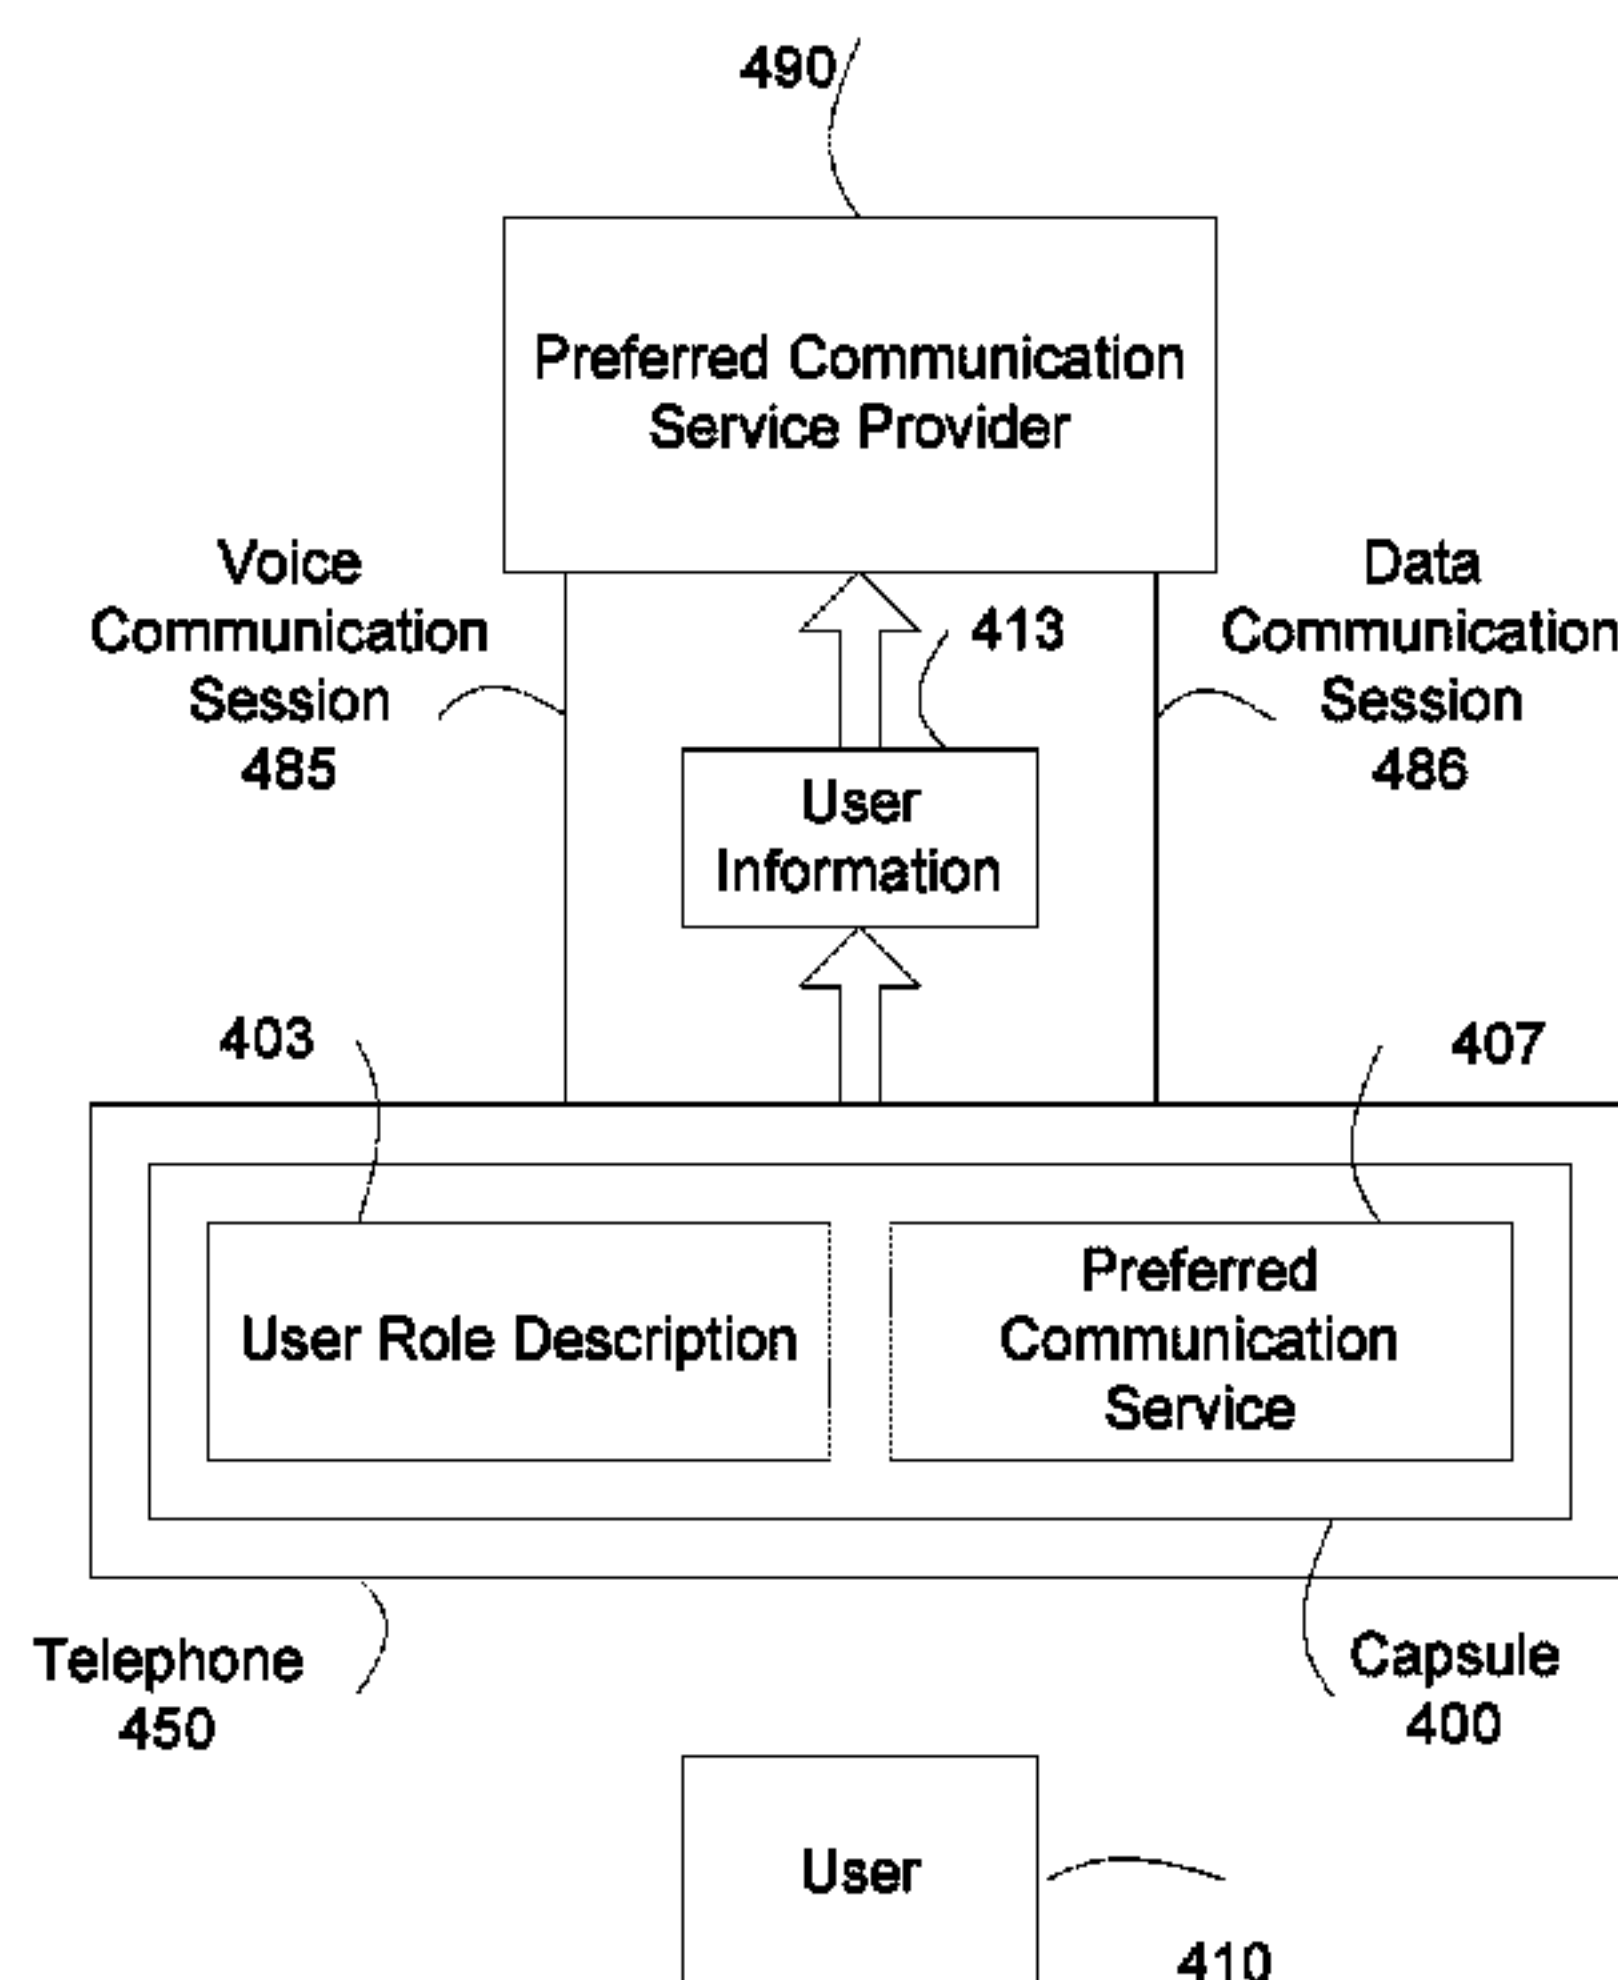 490
Preferred Communication
Service Provider
Voice
Communication
Session
485
413
Data
Communication
Session
486
User
Information
403
407
User Role Description
Preferred
Communication
Service
Telephone
450
Capsule
400
User
410